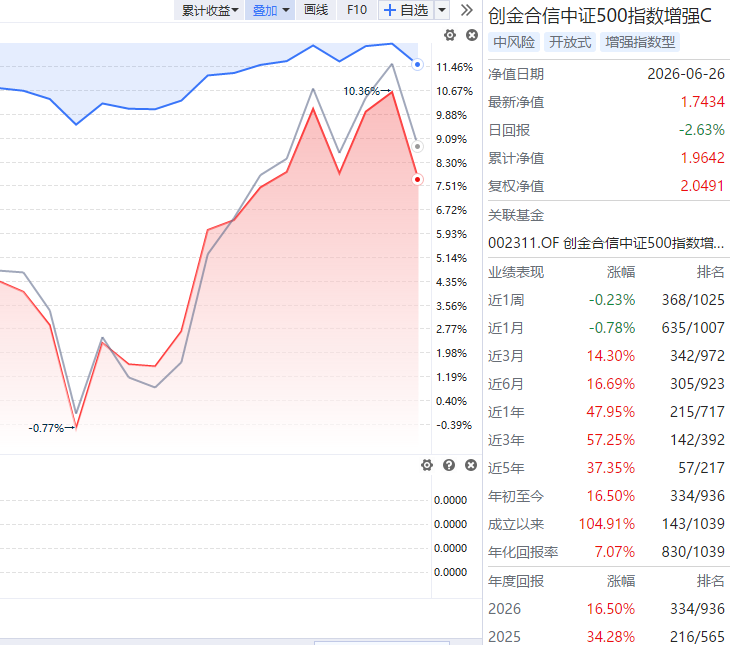 累计收益 叠加 画线 F10 自选
11.46%
10.67%
9.88%
9.09%
8.30%
7.51%
6.72%
5.93%
5.14%
4.35%
3.56%
2.77%
1.98%
1.19%
0.40%
-0.39%
10.36%
-0.77%
0.0000
0.0000
0.0000
0.0000
创金合信中证500指数增强C
中风险 开放式 增强指数型
净值日期 2026-06-26
最新净值 1.7434
日回报 -2.63%
累计净值 1.9642
复权净值 2.0491
关联基金
002311.OF 创金合信中证500指数增...
业绩表现 涨幅 排名
近1周 -0.23% 368/1025
近1月 -0.78% 635/1007
近3月 14.30% 342/972
近6月 16.69% 305/923
近1年 47.95% 215/717
近3年 57.25% 142/392
近5年 37.35% 57/217
年初至今 16.50% 334/936
成立以来 104.91% 143/1039
年化回报率 7.07% 830/1039
年度回报 涨幅 排名
2026 16.50% 334/936
2025 34.28% 216/565